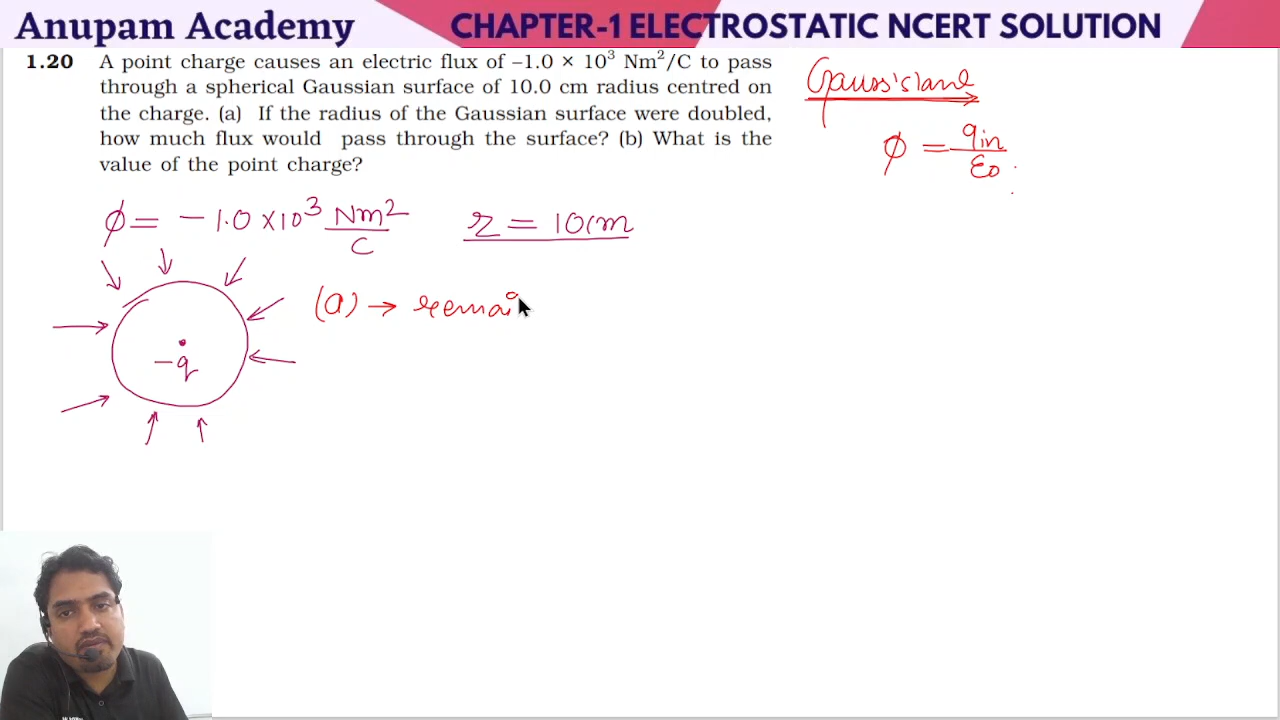 Anupam Academy
CHAPTER-1 ELECTROSTATIC NCERT SOLUTION
1.20 A point charge causes an electric flux of –1.0 × 10³ Nm²/C to pass
through a spherical Gaussian surface of 10.0 cm radius centred on
the charge. (a) If the radius of the Gaussian surface were doubled,
how much flux would pass through the surface? (b) What is the
value of the point charge?
Gauss's
ϕ = qin/ε0
ϕ = -1.0 × 10³ Nm²/C
r = 10cm
(a) → remai
-q